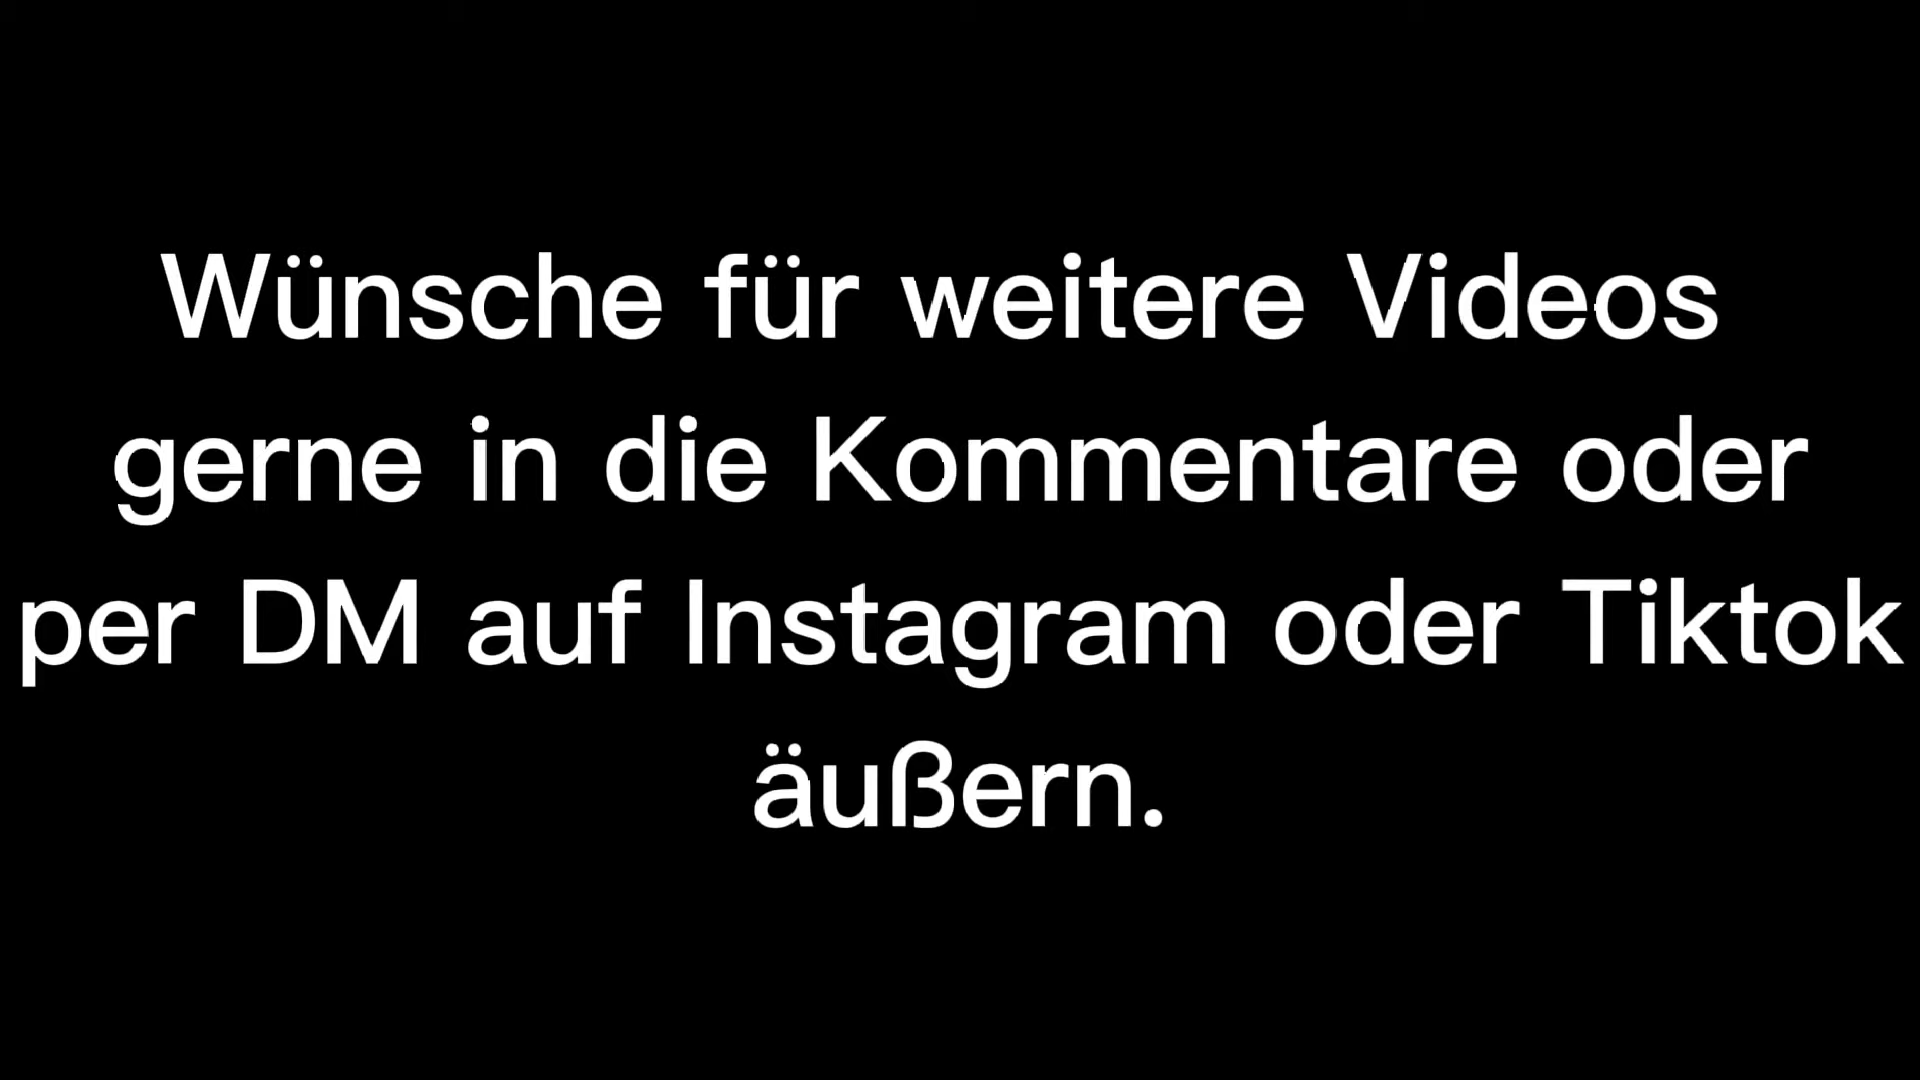 Wünsche für weitere Videos
gerne in die Kommentare oder
per DM auf Instagram oder Tiktok
äußern.